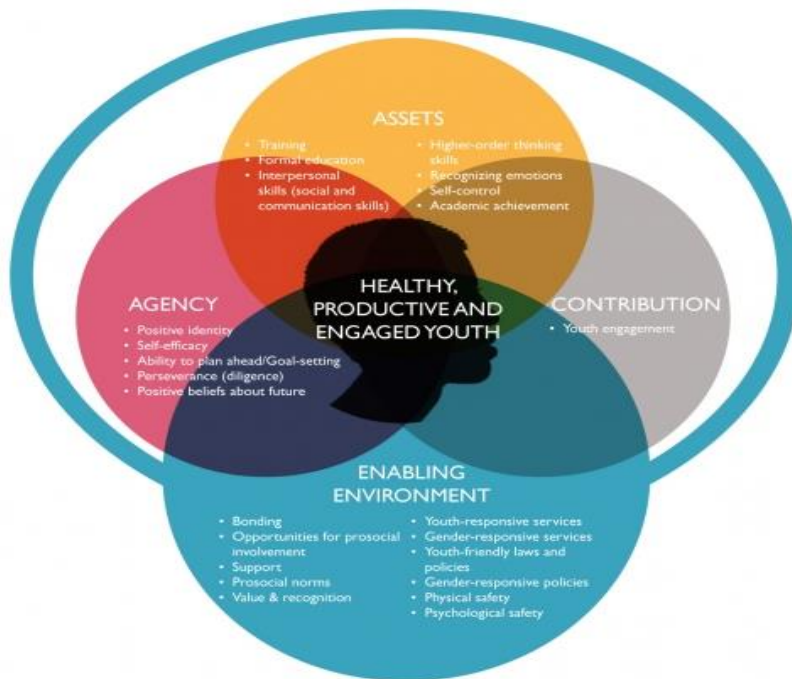 ASSETS
• Training
• Formal education
• Interpersonal
skills (social and
communication skills)
• Higher-order thinking
skills
• Recognizing emotions
• Self-control
• Academic achievement
AGENCY
• Positive identity
• Self-efficacy
• Ability to plan ahead/Goal-setting
• Perseverance (diligence)
• Positive beliefs about future
HEALTHY,
PRODUCTIVE AND
ENGAGED YOUTH
CONTRIBUTION
• Youth engagement
ENABLING
ENVIRONMENT
• Bonding
• Opportunities for prosocial
involvement
• Support
• Prosocial norms
• Value & recognition
• Youth-responsive services
• Gender-responsive services
• Youth-friendly laws and
policies
• Gender-responsive policies
• Physical safety
• Psychological safety